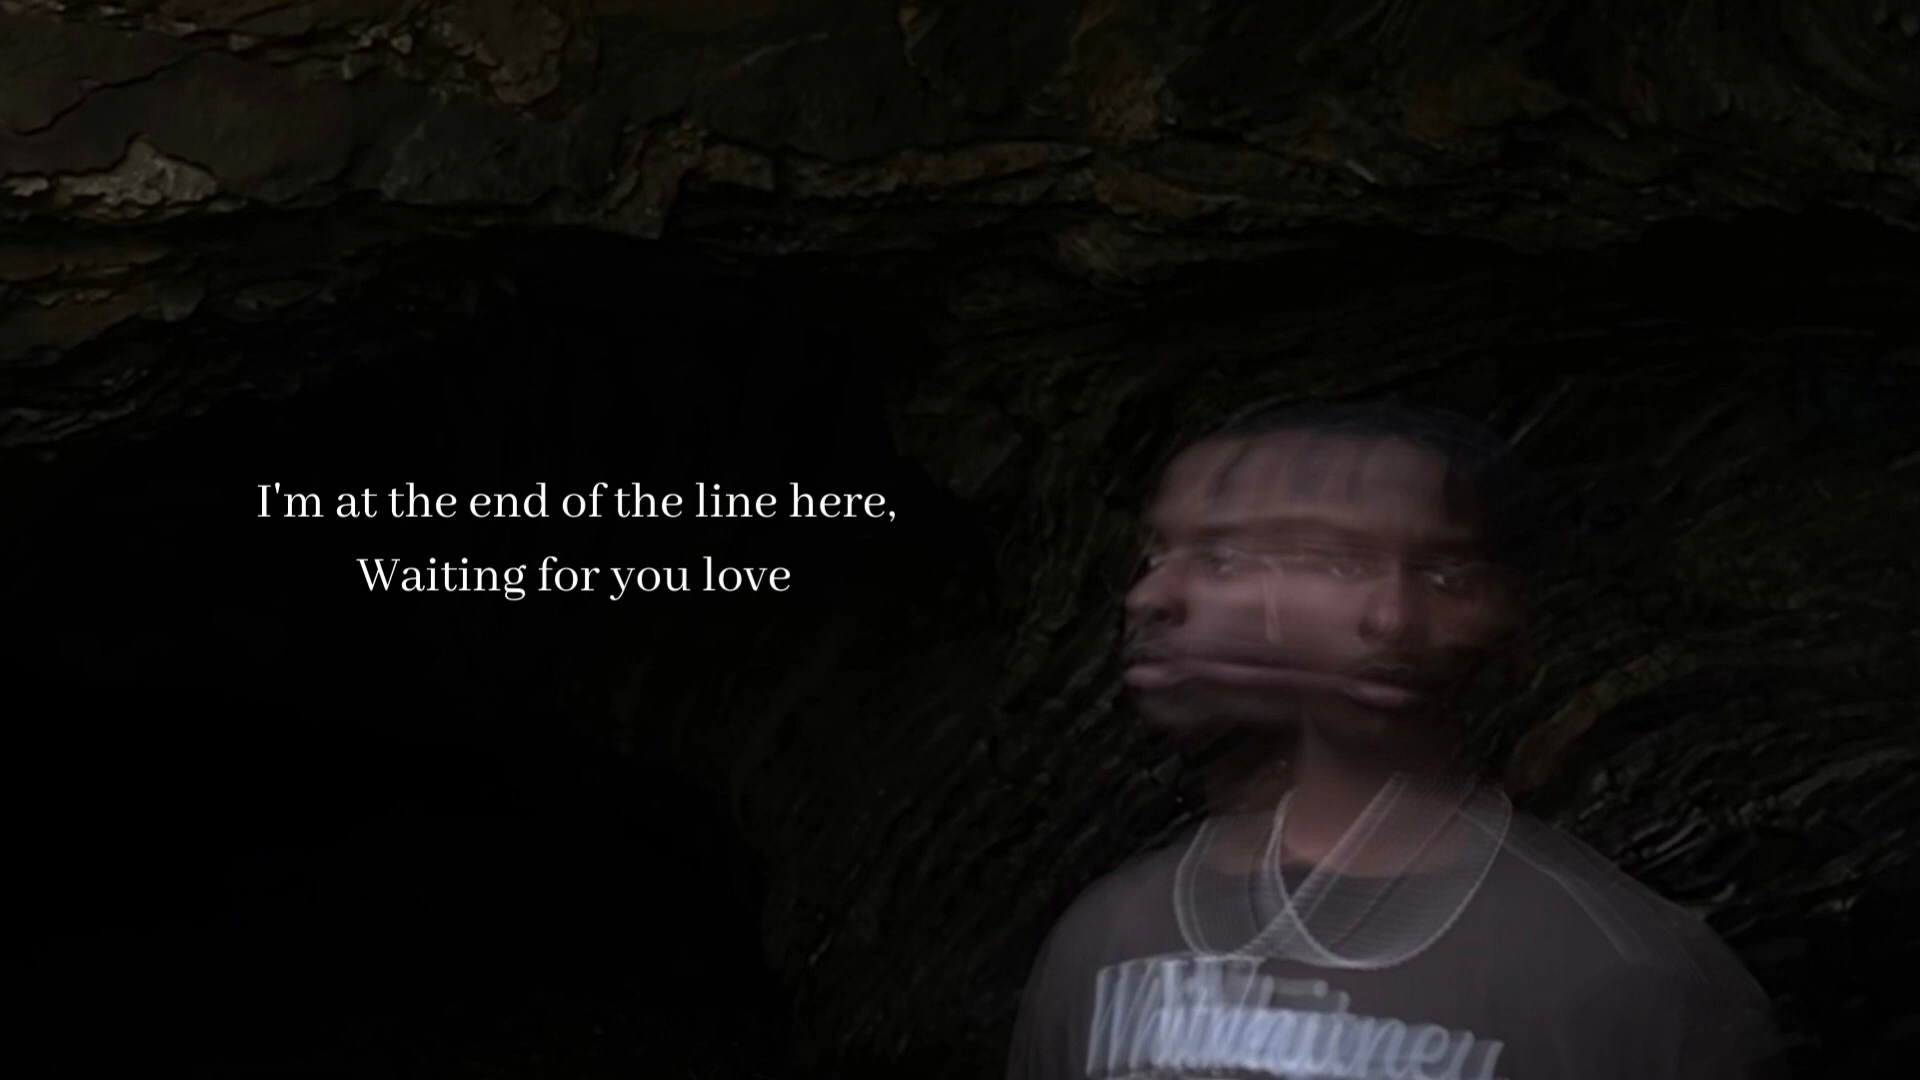 I'm at the end of the line here,
Waiting for you love